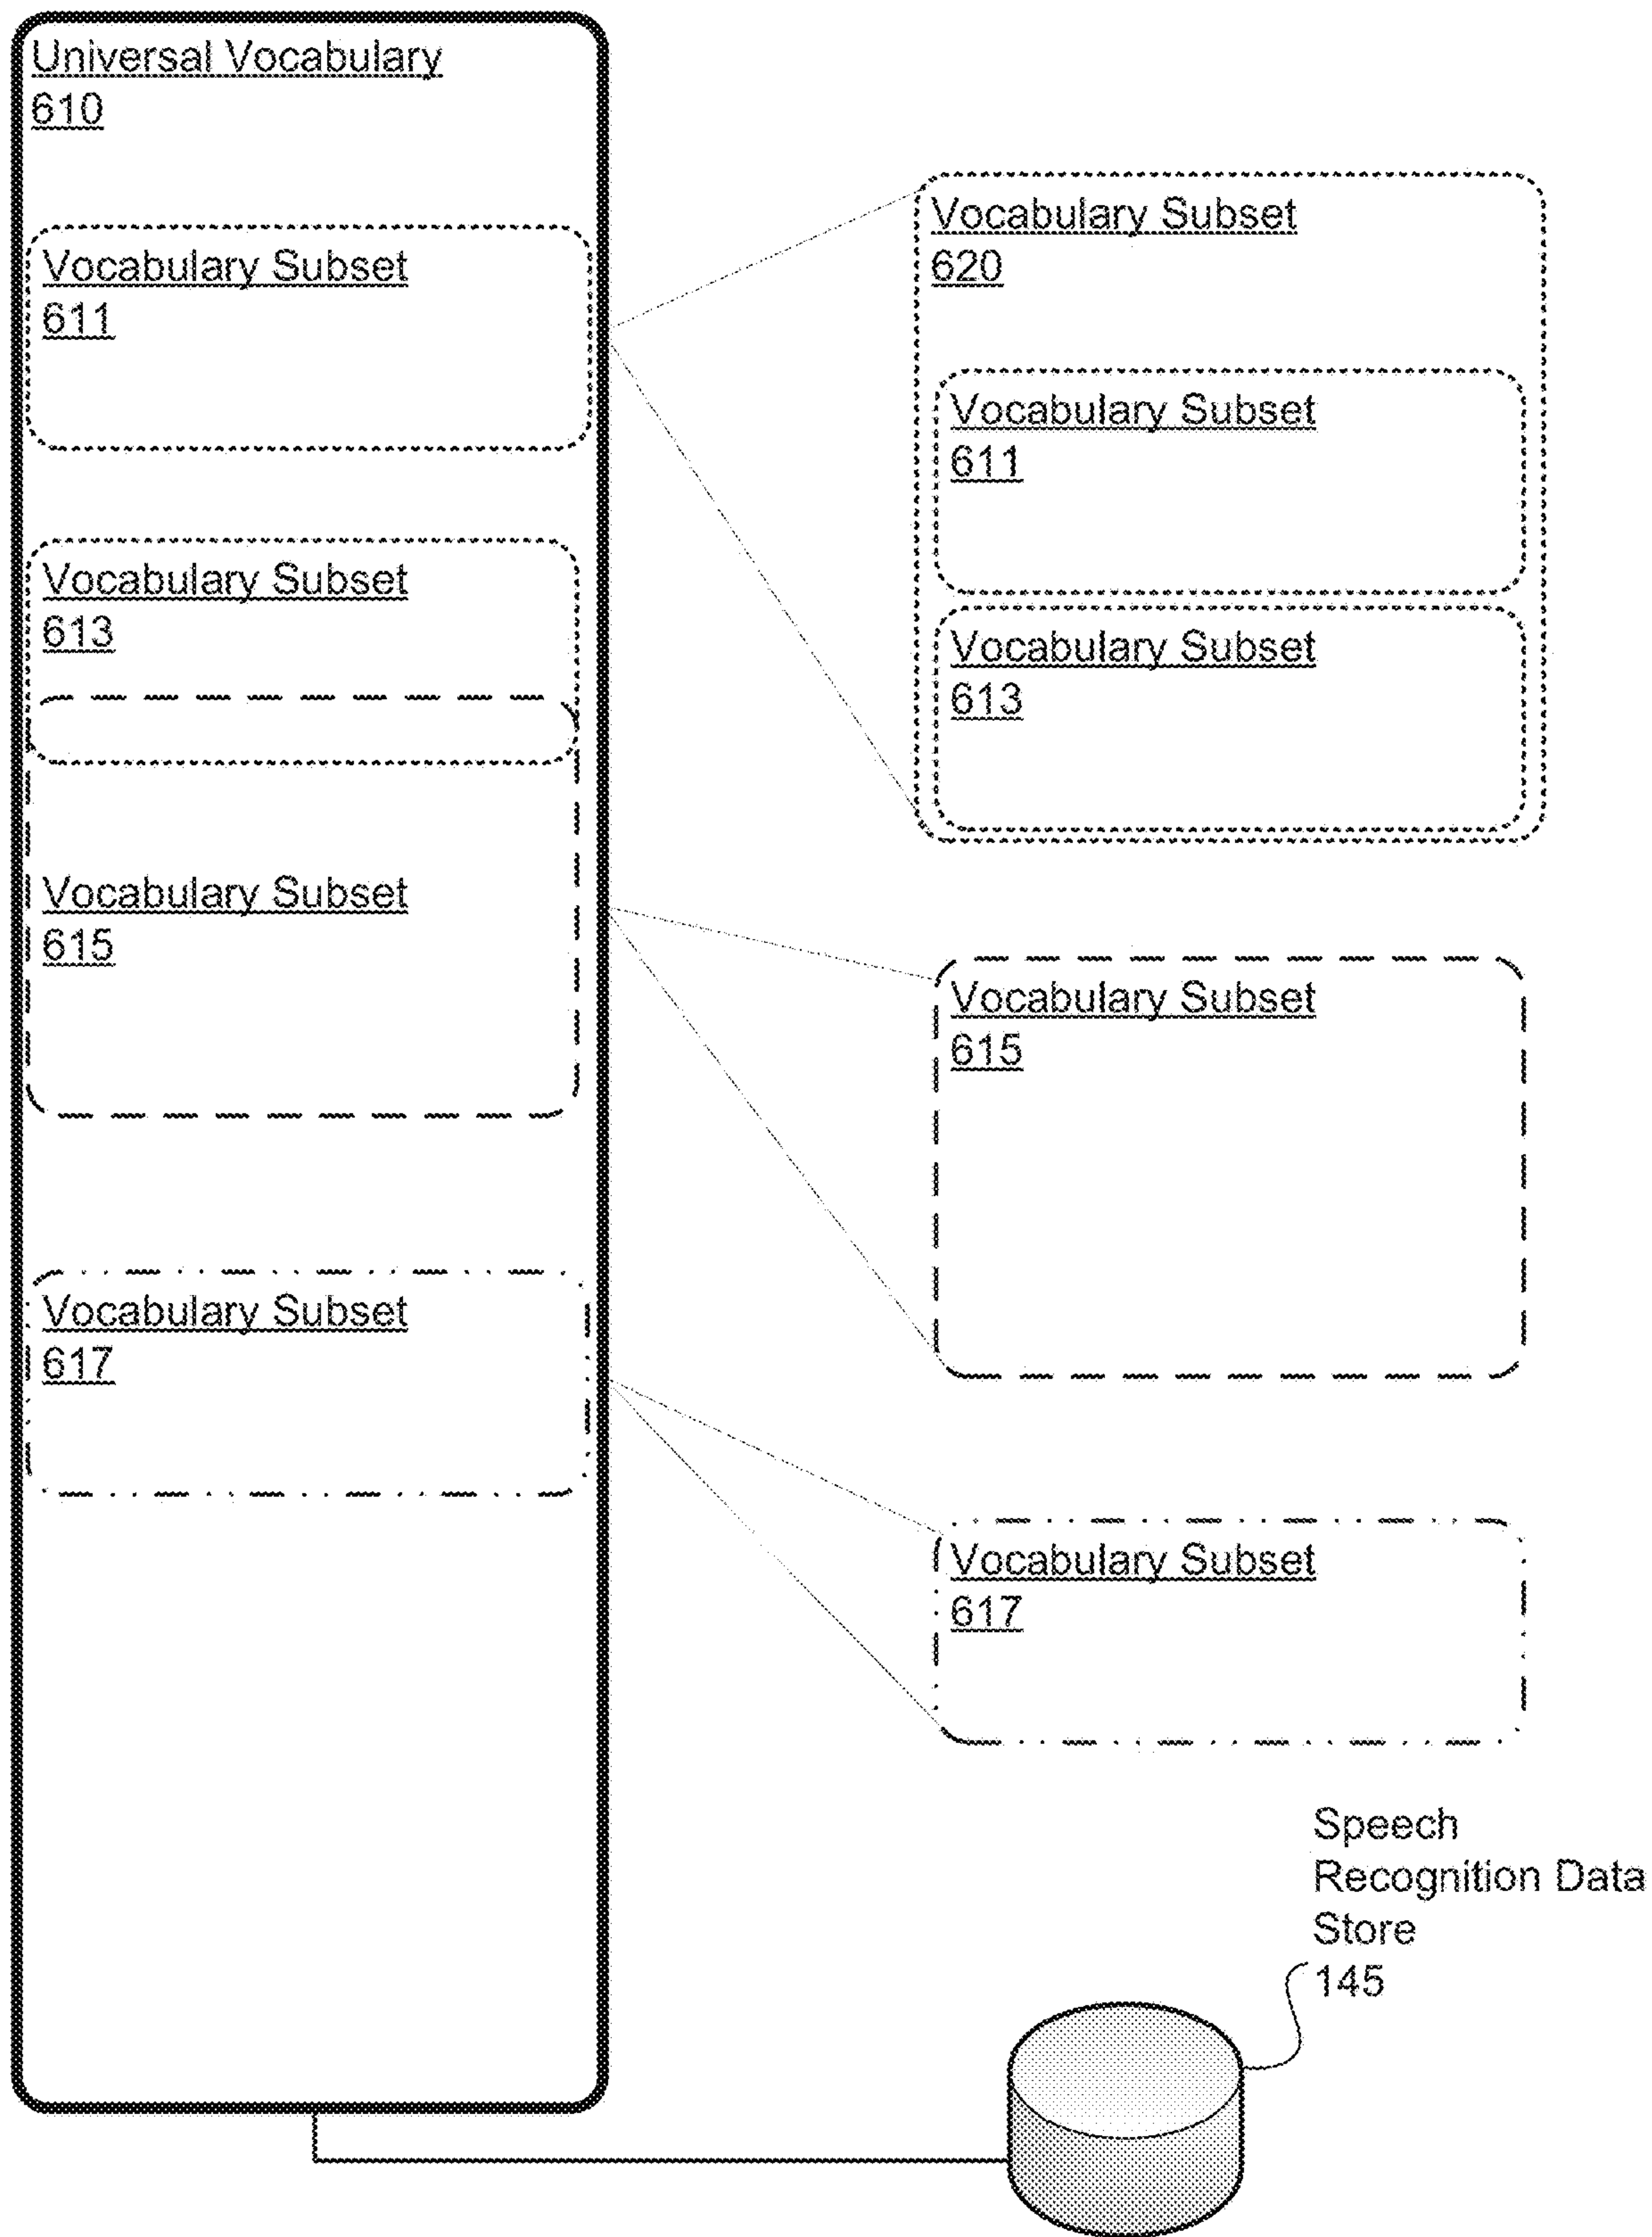 Universal Vocabulary
610
Vocabulary Subset
611
Vocabulary Subset
613
Vocabulary Subset
615
Vocabulary Subset
617
Vocabulary Subset
620
Vocabulary Subset
611
Vocabulary Subset
613
Vocabulary Subset
615
Vocabulary Subset
617
Speech
Recognition Data
Store
145